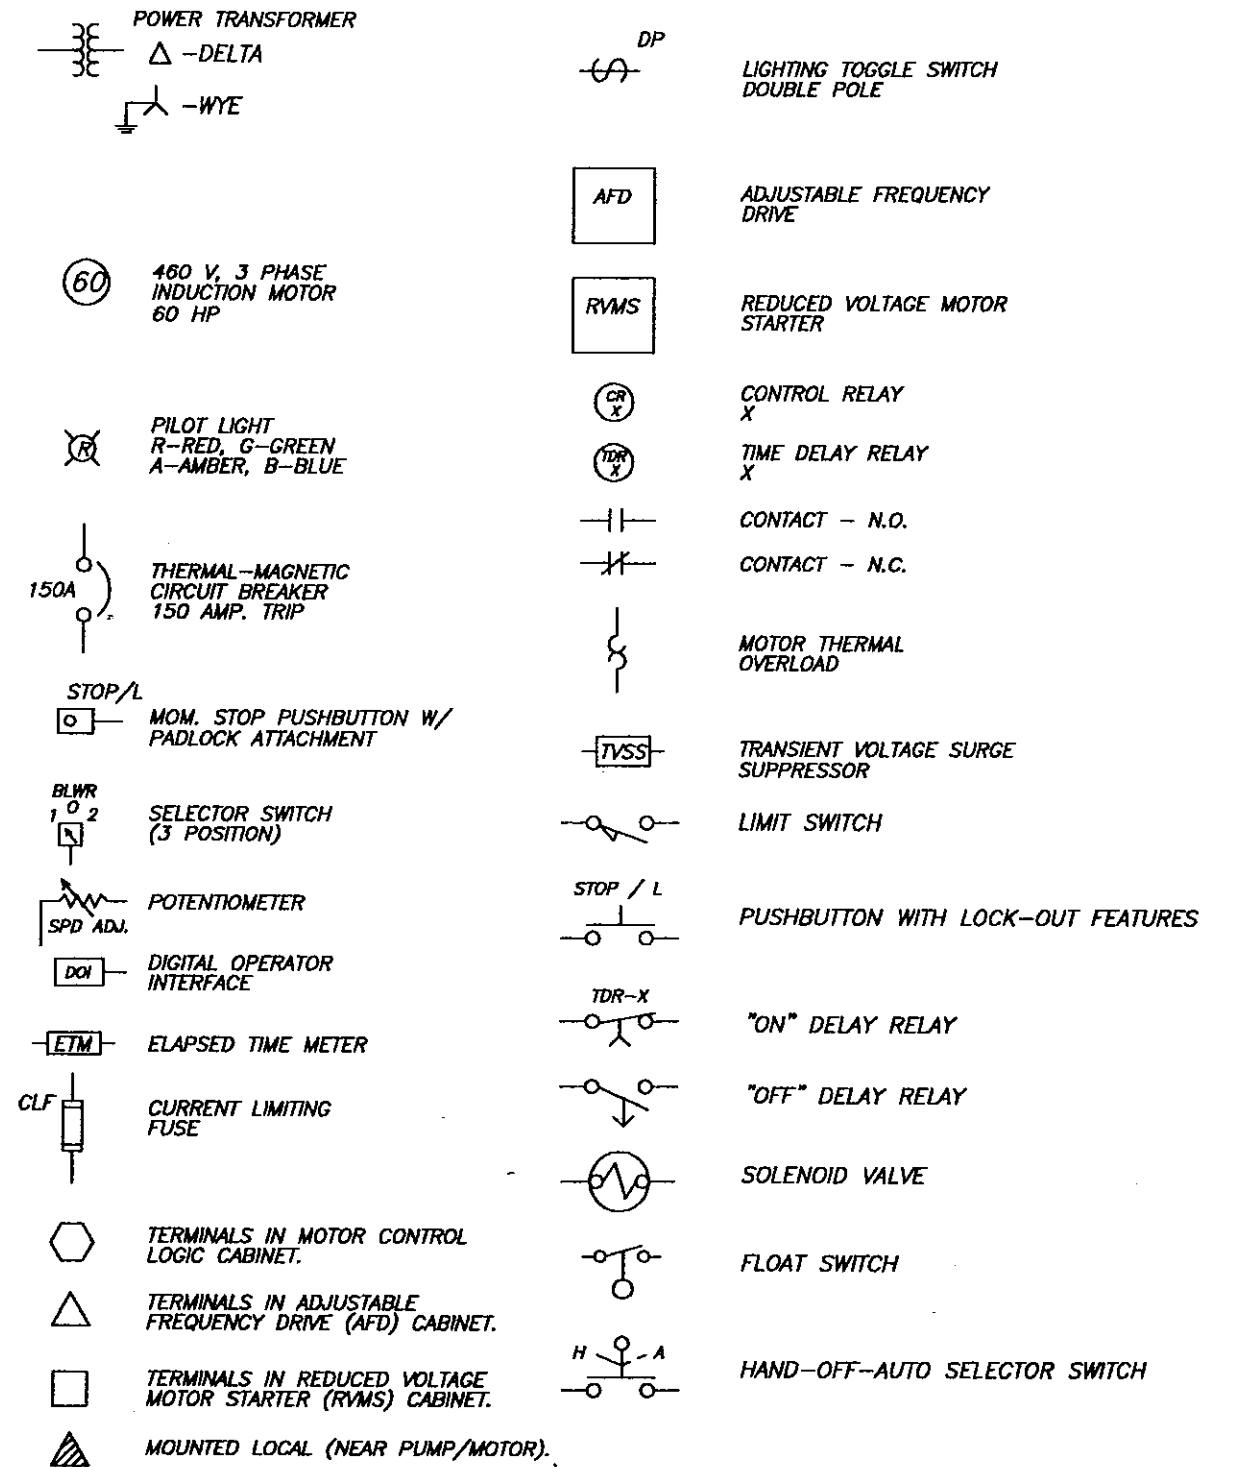 POWER TRANSFORMER
-DELTA
-WYE
60
460 V, 3 PHASE
INDUCTION MOTOR
60 HP
R
PILOT LIGHT
R-RED, G-GREEN
A-AMBER, B-BLUE
150A
THERMAL-MAGNETIC
CIRCUIT BREAKER
150 AMP. TRIP
STOP/L
MOM. STOP PUSHBUTTON W/
PADLOCK ATTACHMENT
BLWR
1 O 2
SELECTOR SWITCH
(3 POSITION)
SPD ADJ.
POTENTIOMETER
DOI
DIGITAL OPERATOR
INTERFACE
ETM
ELAPSED TIME METER
CLF
CURRENT LIMITING
FUSE
TERMINALS IN MOTOR CONTROL
LOGIC CABINET.
TERMINALS IN ADJUSTABLE
FREQUENCY DRIVE (AFD) CABINET.
TERMINALS IN REDUCED VOLTAGE
MOTOR STARTER (RVMS) CABINET.
MOUNTED LOCAL (NEAR PUMP/MOTOR).
DP
LIGHTING TOGGLE SWITCH
DOUBLE POLE
AFD
ADJUSTABLE FREQUENCY
DRIVE
RVMS
REDUCED VOLTAGE MOTOR
STARTER
CR
X
CONTROL RELAY
X
TDR
X
TIME DELAY RELAY
X
CONTACT - N.O.
CONTACT - N.C.
MOTOR THERMAL
OVERLOAD
TVSS
TRANSIENT VOLTAGE SURGE
SUPPRESSOR
LIMIT SWITCH
STOP / L
PUSHBUTTON WITH LOCK-OUT FEATURES
TDR-X
"ON" DELAY RELAY
"OFF" DELAY RELAY
SOLENOID VALVE
FLOAT SWITCH
H A
HAND-OFF-AUTO SELECTOR SWITCH